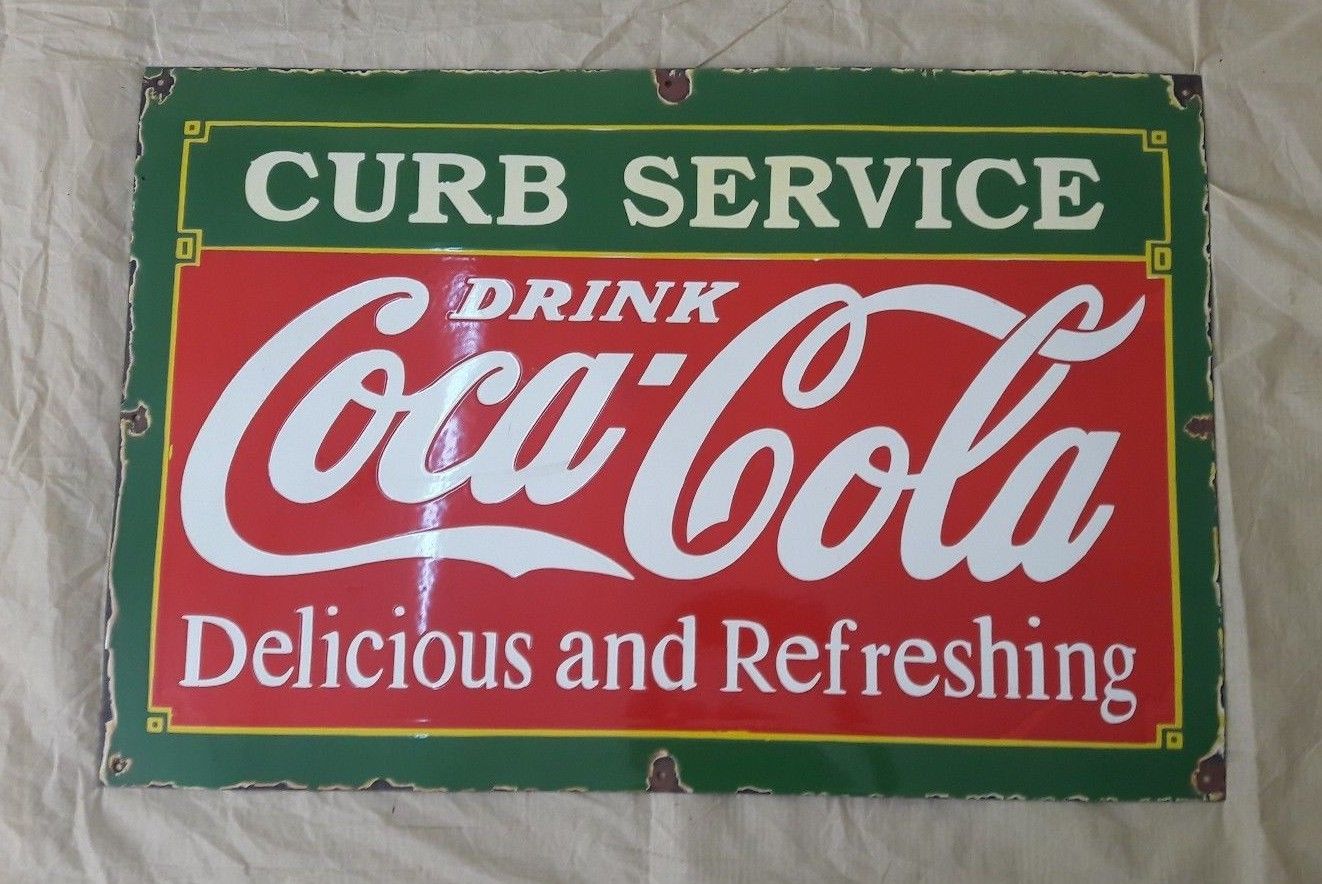 CURB SERVICE
DRINK
Coca-Cola
Delicious and Refreshing